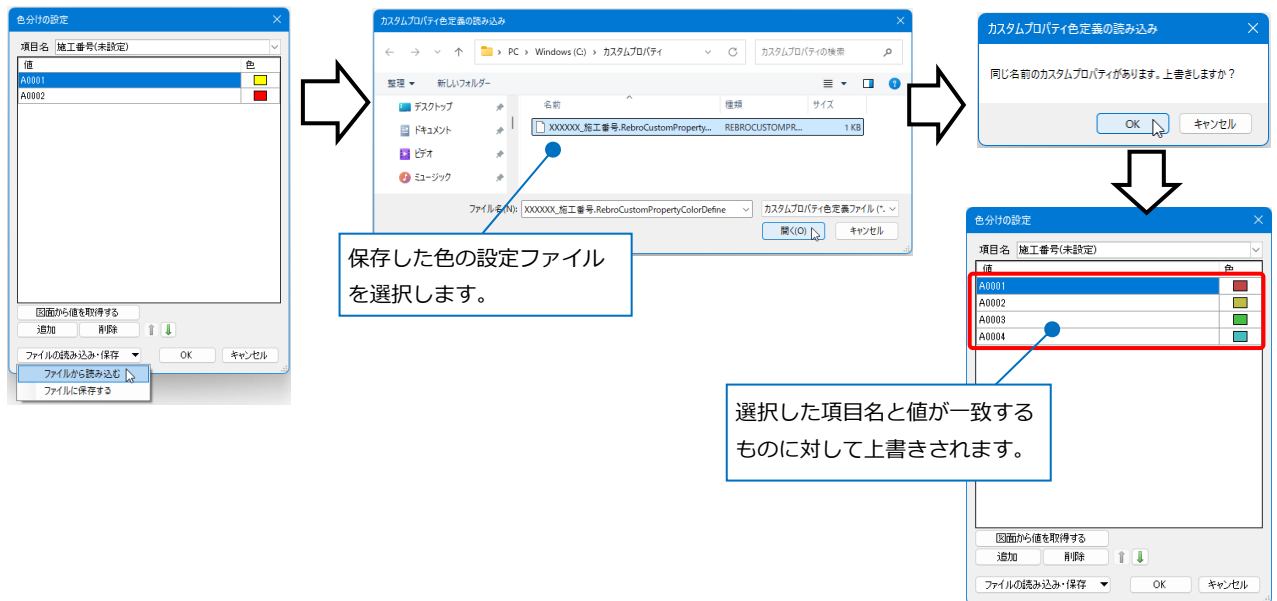 色分けの設定
項目名 施工番号(未設定)
値 色
A0001
A0002
図面から値を取得する
追加 削除
ファイルの読み込み・保存 OK キャンセル
ファイルから読み込む
ファイルに保存する
カスタムプロパティ色定義の読み込み
PC › Windows (C:) › カスタムプロパティ
カスタムプロパティの検索
整理 新しいフォルダー
名前 種類 サイズ
デスクトップ
ドキュメント
ビデオ
ミュージック
XXXXXX_施工番号.RebroCustomProperty... REBROCUSTOMPR... 1 KB
ファイル名(N): XXXXXX_施工番号.RebroCustomPropertyColorDefine カスタムプロパティ色定義ファイル (*.
開く(O) キャンセル
保存した色の設定ファイル
を選択します。
カスタムプロパティ色定義の読み込み
同じ名前のカスタムプロパティがあります。上書きしますか？
OK キャンセル
色分けの設定
項目名 施工番号(未設定)
値 色
A0001
A0002
A0003
A0004
選択した項目名と値が一致する
ものに対して上書きされます。
図面から値を取得する
追加 削除
ファイルの読み込み・保存 OK キャンセル